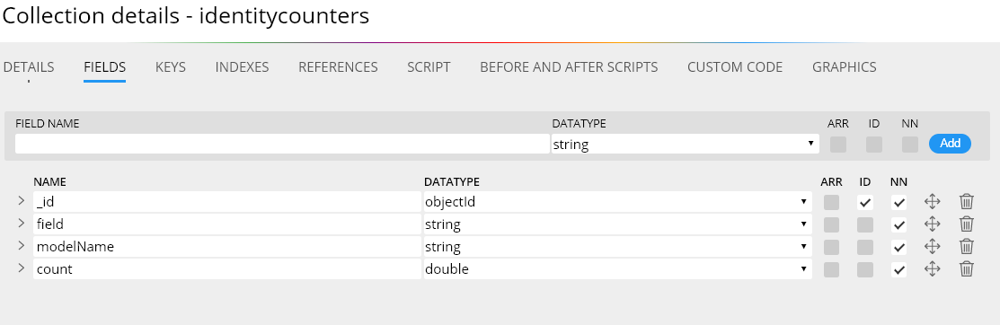 Collection details - identitycounters
DETAILS FIELDS KEYS INDEXES REFERENCES SCRIPT BEFORE AND AFTER SCRIPTS CUSTOM CODE GRAPHICS
FIELD NAME DATATYPE ARR ID NN
string Add
NAME DATATYPE ARR ID NN
_id objectId
field string
modelName string
count double